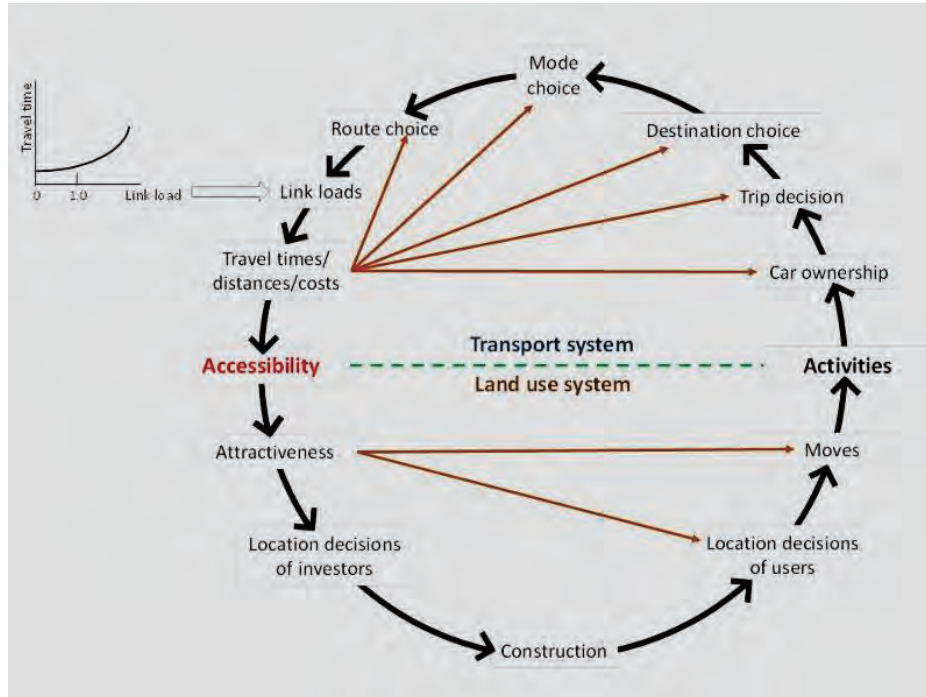 Mode
choice
Travel time
Route choice
Destination choice
0
1.0
Link load
Link loads
Trip decision
Travel times/
distances/costs
Car ownership
Transport system
Accessibility
Activities
Land use system
Attractiveness
Moves
Location decisions
of investors
Location decisions
of users
Construction